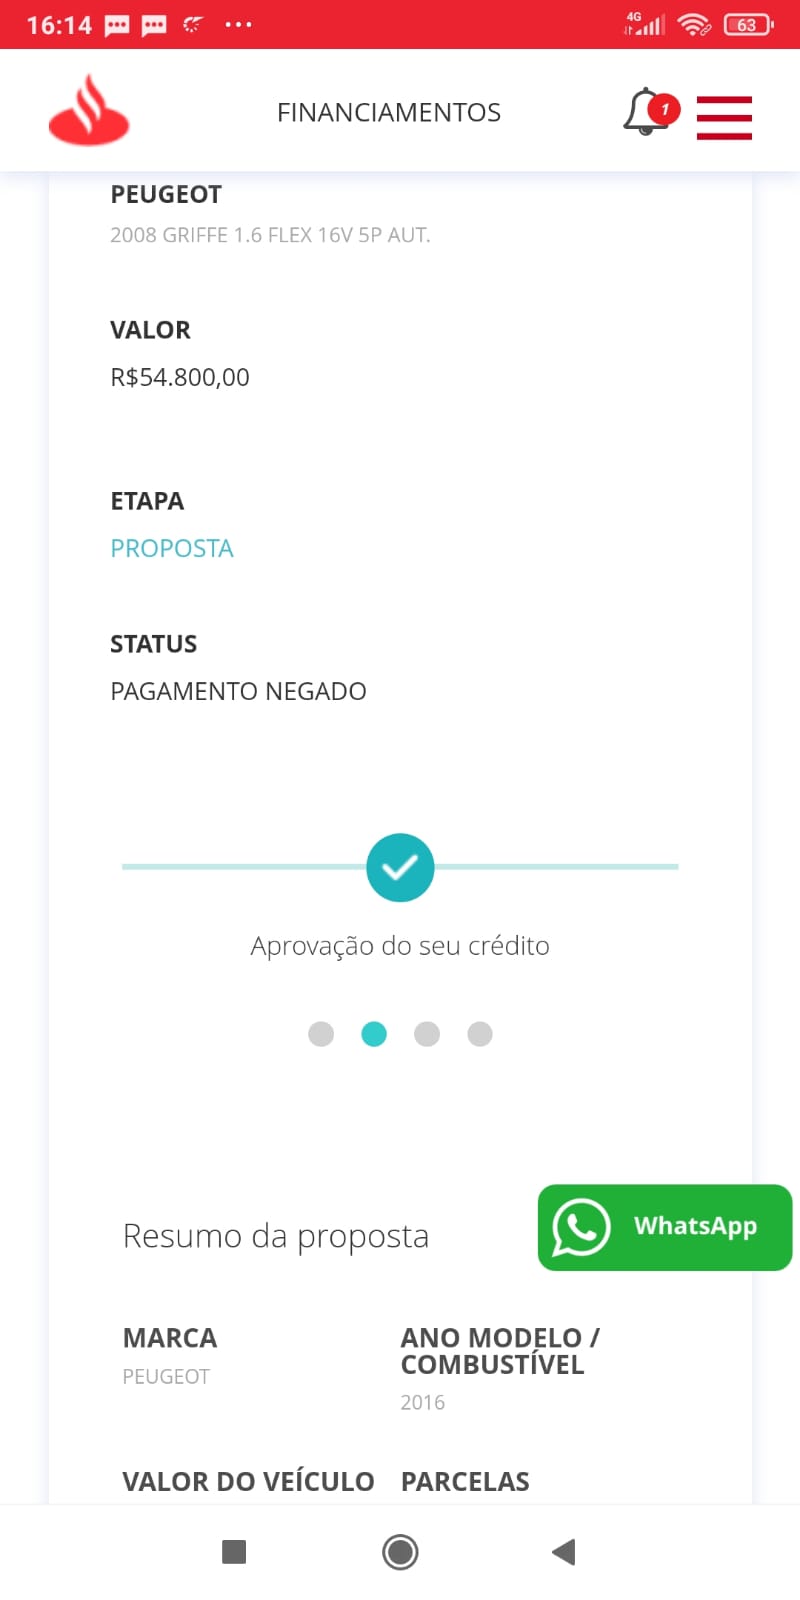 16:14
4G
63
FINANCIAMENTOS
1
PEUGEOT
2008 GRIFFE 1.6 FLEX 16V 5P AUT.
VALOR
R$54.800,00
ETAPA
PROPOSTA
STATUS
PAGAMENTO NEGADO
Aprovação do seu crédito
WhatsApp
Resumo da proposta
MARCA
PEUGEOT
ANO MODELO /
COMBUSTÍVEL
2016
VALOR DO VEÍCULO
PARCELAS